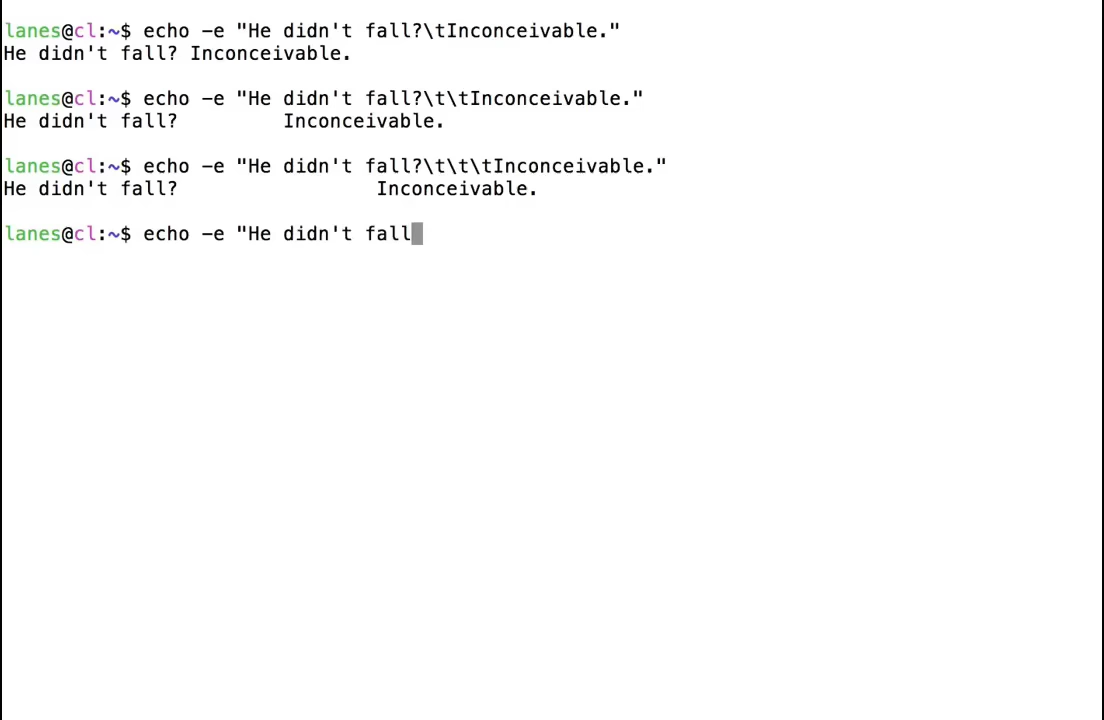 lanes@cl:~$ echo -e "He didn't fall?\tInconceivable."
He didn't fall? Inconceivable.
lanes@cl:~$ echo -e "He didn't fall?\t\tInconceivable."
He didn't fall?         Inconceivable.
lanes@cl:~$ echo -e "He didn't fall?\t\t\tInconceivable."
He didn't fall?                 Inconceivable.
lanes@cl:~$ echo -e "He didn't fall